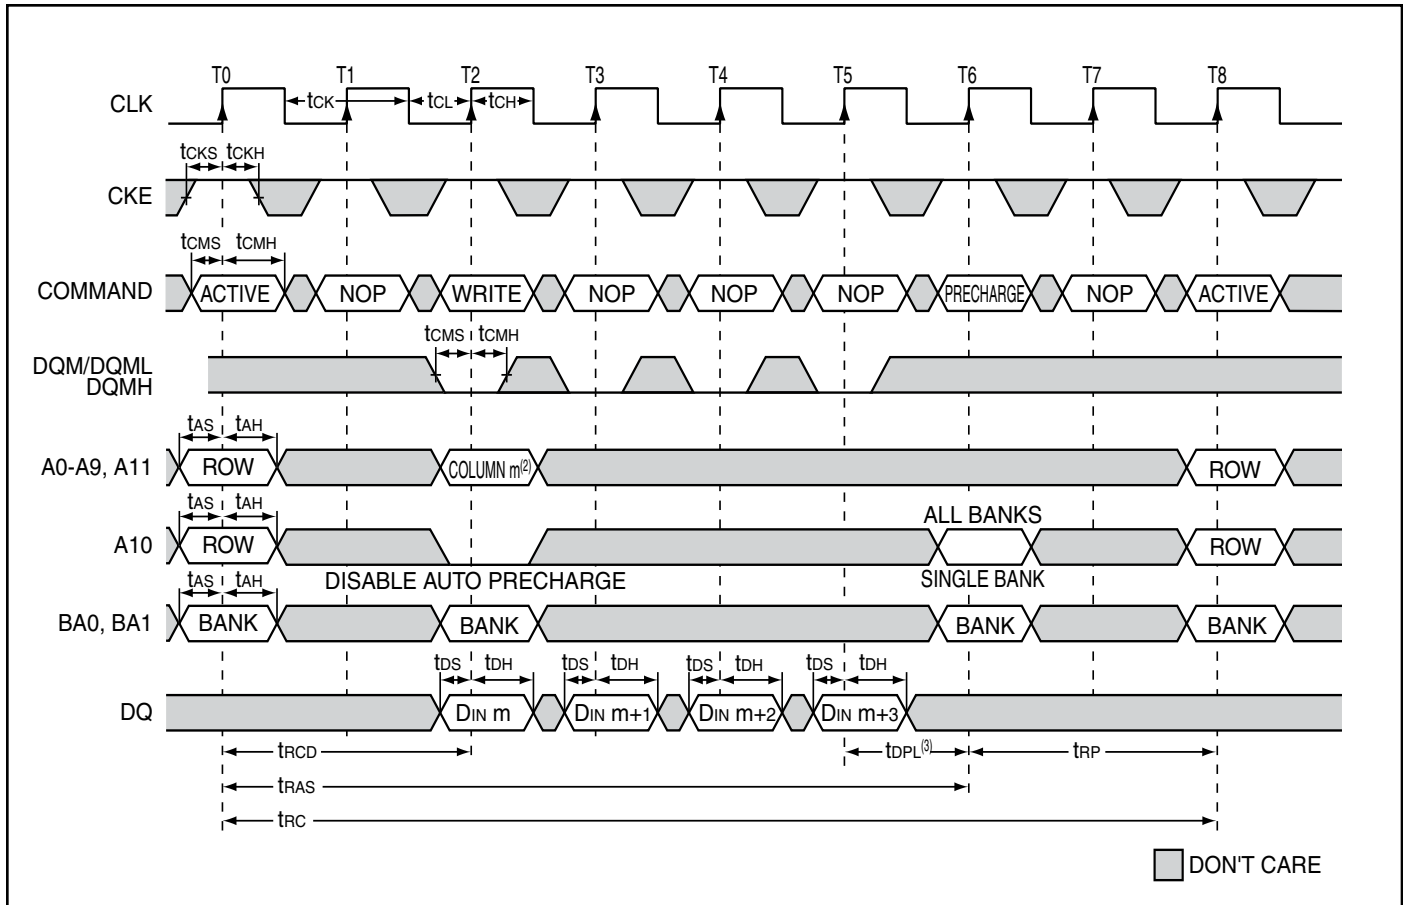 T0 T1 T2 T3 T4 T5 T6 T7 T8
CLK tCK tCL tCH
tCKS tCKH
CKE
tCMS tCMH
COMMAND ACTIVE NOP WRITE NOP NOP NOP PRECHARGE NOP ACTIVE
tCMS tCMH
DQM/DQML
DQMH
tAS tAH
A0-A9, A11 ROW COLUMN m(2) ROW
tAS tAH ALL BANKS
A10 ROW ROW
tAS tAH DISABLE AUTO PRECHARGE SINGLE BANK
BA0, BA1 BANK BANK BANK BANK
tDS tDH tDS tDH tDS tDH tDS tDH
DQ DIN m DIN m+1 DIN m+2 DIN m+3
tRCD tDPL(3) tRP
tRAS
tRC
DON'T CARE